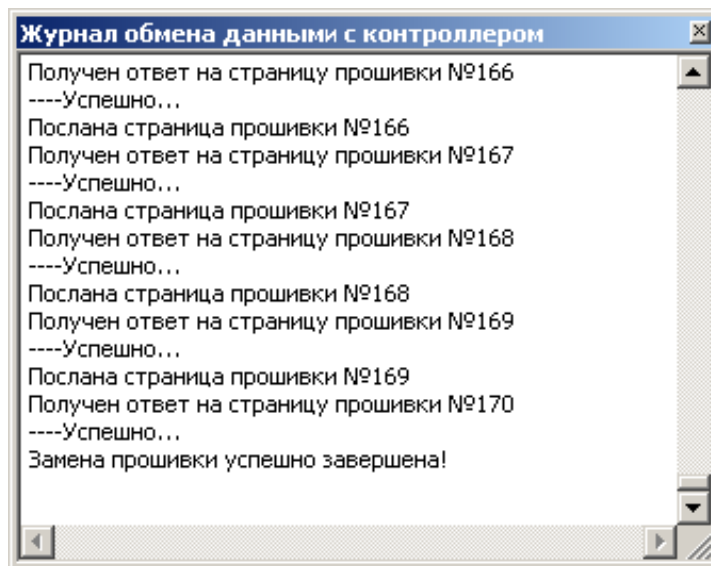 Журнал обмена данными с контроллером
Получен ответ на страницу прошивки №166
----Успешно...
Послана страница прошивки №166
Получен ответ на страницу прошивки №167
----Успешно...
Послана страница прошивки №167
Получен ответ на страницу прошивки №168
----Успешно...
Послана страница прошивки №168
Получен ответ на страницу прошивки №169
----Успешно...
Послана страница прошивки №169
Получен ответ на страницу прошивки №170
----Успешно...
Замена прошивки успешно завершена!